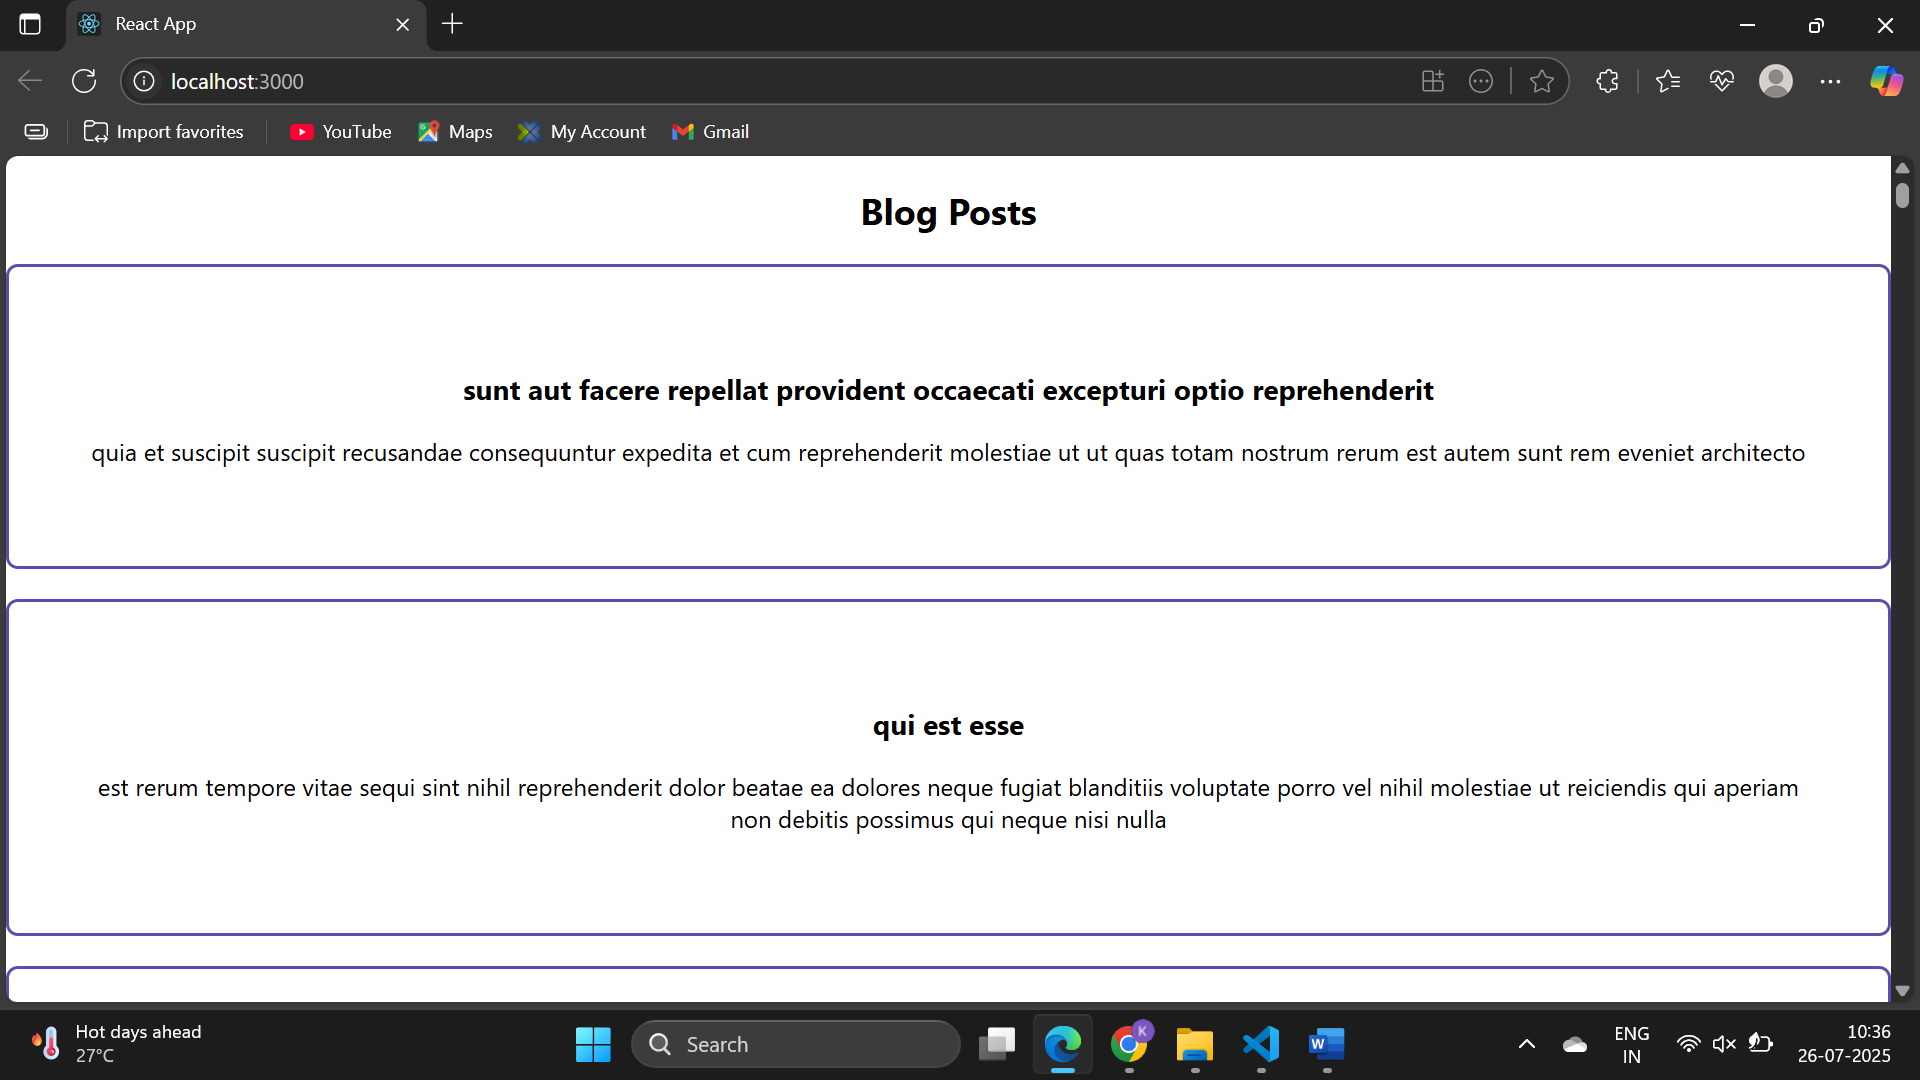 React App
localhost:3000
Import favorites
YouTube
Maps
My Account
Gmail
Blog Posts
sunt aut facere repellat provident occaecati excepturi optio reprehenderit
quia et suscipit suscipit recusandae consequuntur expedita et cum reprehenderit molestiae ut ut quas totam nostrum rerum est autem sunt rem eveniet architecto
qui est esse
est rerum tempore vitae sequi sint nihil reprehenderit dolor beatae ea dolores neque fugiat blanditiis voluptate porro vel nihil molestiae ut reiciendis qui aperiam
non debitis possimus qui neque nisi nulla
Hot days ahead
27°C
Search
K
W
ENG
IN
10:36
26-07-2025